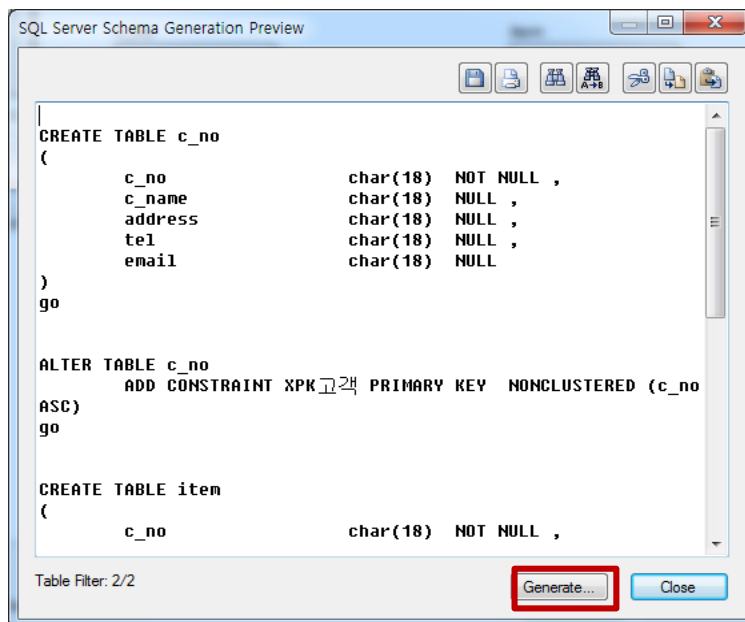 SQL Server Schema Generation Preview
A→B
CREATE TABLE c_no
(
c_no char(18) NOT NULL ,
c_name char(18) NULL ,
address char(18) NULL ,
tel char(18) NULL ,
email char(18) NULL
)
go
ALTER TABLE c_no
ADD CONSTRAINT XPK고객 PRIMARY KEY NONCLUSTERED (c_no
ASC)
go
CREATE TABLE item
(
c_no char(18) NOT NULL ,
Table Filter: 2/2
Generate... Close